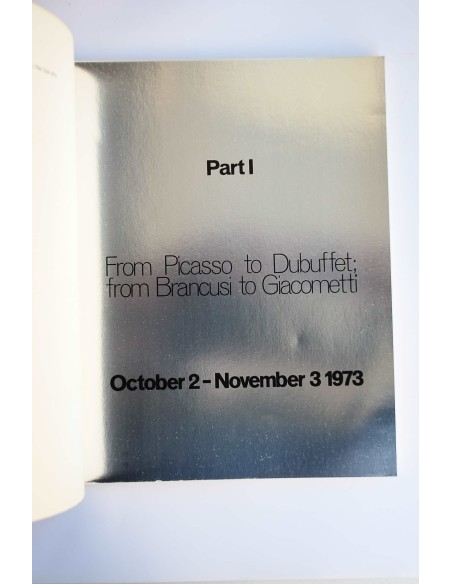 Part I
From Picasso to Dubuffet;
from Brancusi to Giacometti
October 2 – November 3 1973